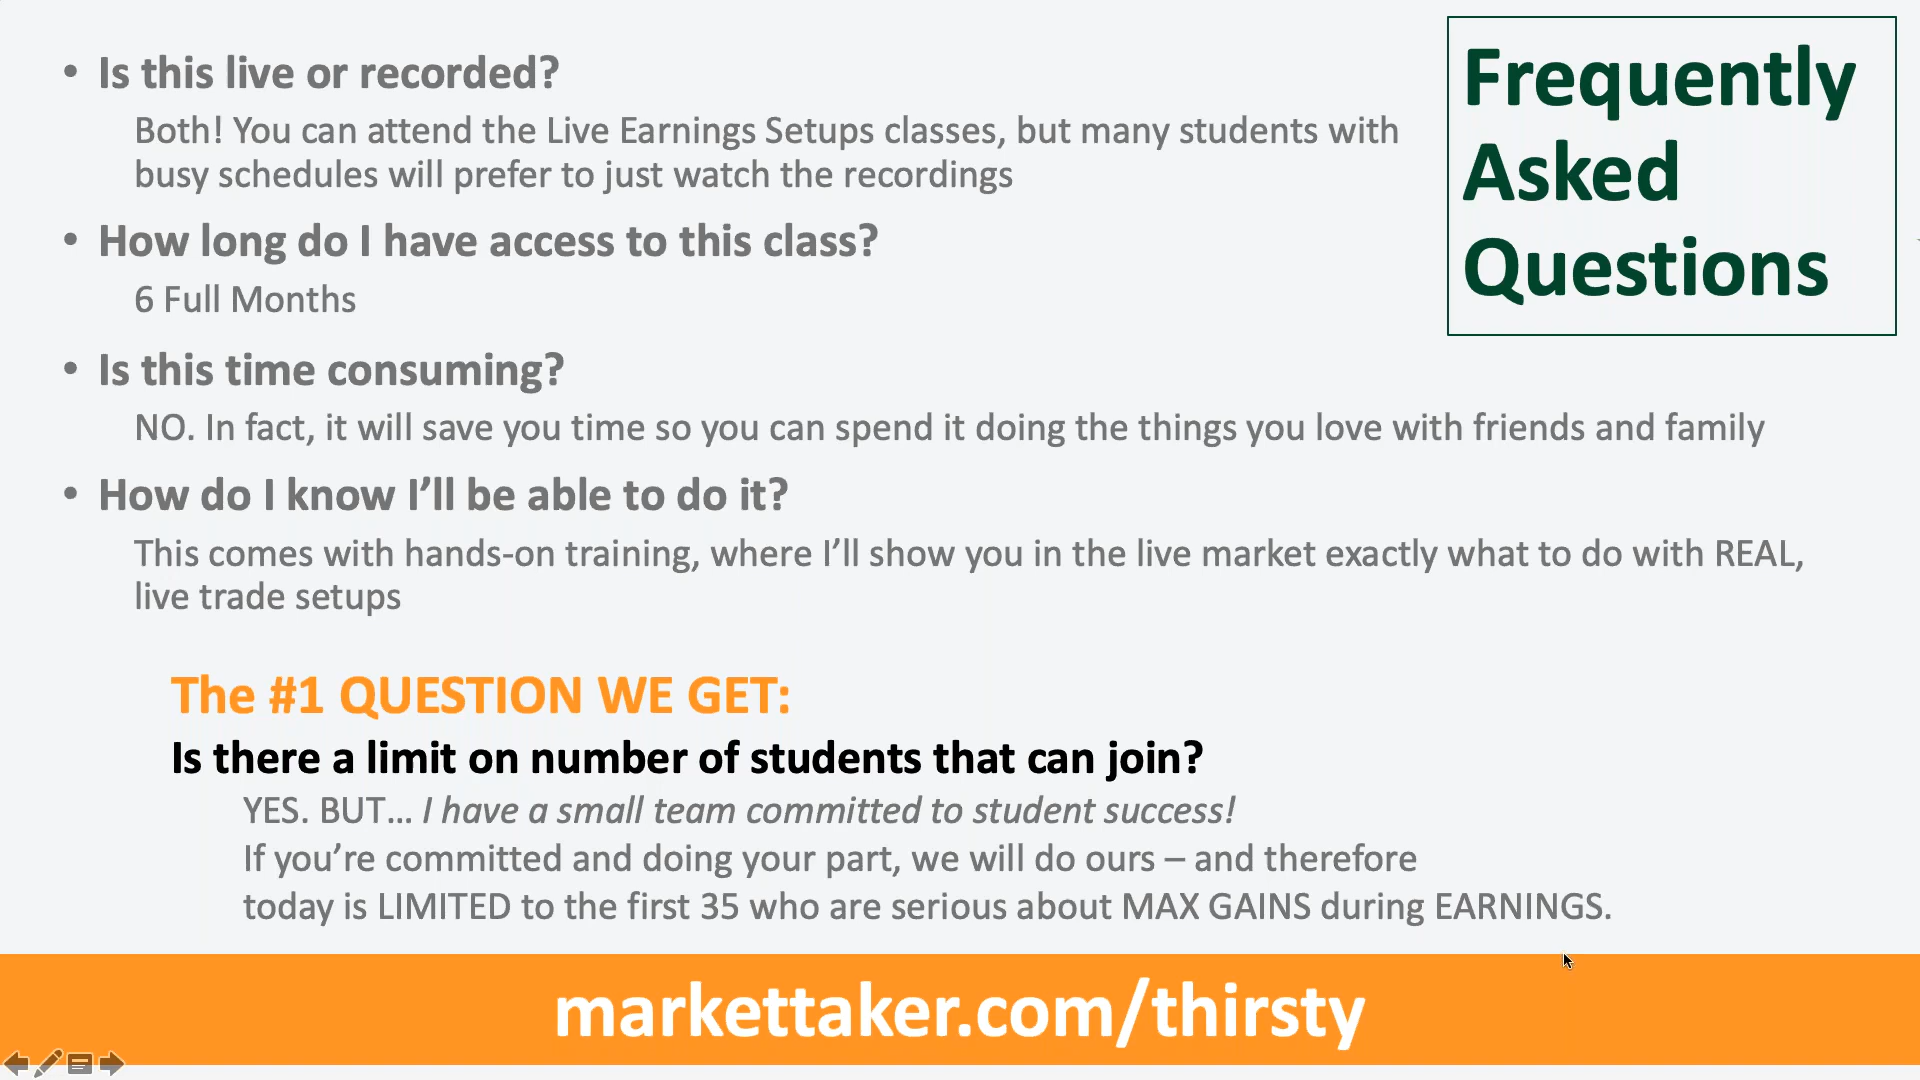 Frequently
Asked
Questions
• Is this live or recorded?
Both! You can attend the Live Earnings Setups classes, but many students with
busy schedules will prefer to just watch the recordings
• How long do I have access to this class?
6 Full Months
• Is this time consuming?
NO. In fact, it will save you time so you can spend it doing the things you love with friends and family
• How do I know I’ll be able to do it?
This comes with hands-on training, where I’ll show you in the live market exactly what to do with REAL,
live trade setups
The #1 QUESTION WE GET:
Is there a limit on number of students that can join?
YES. BUT… I have a small team committed to student success!
If you’re committed and doing your part, we will do ours – and therefore
today is LIMITED to the first 35 who are serious about MAX GAINS during EARNINGS.
markettaker.com/thirsty